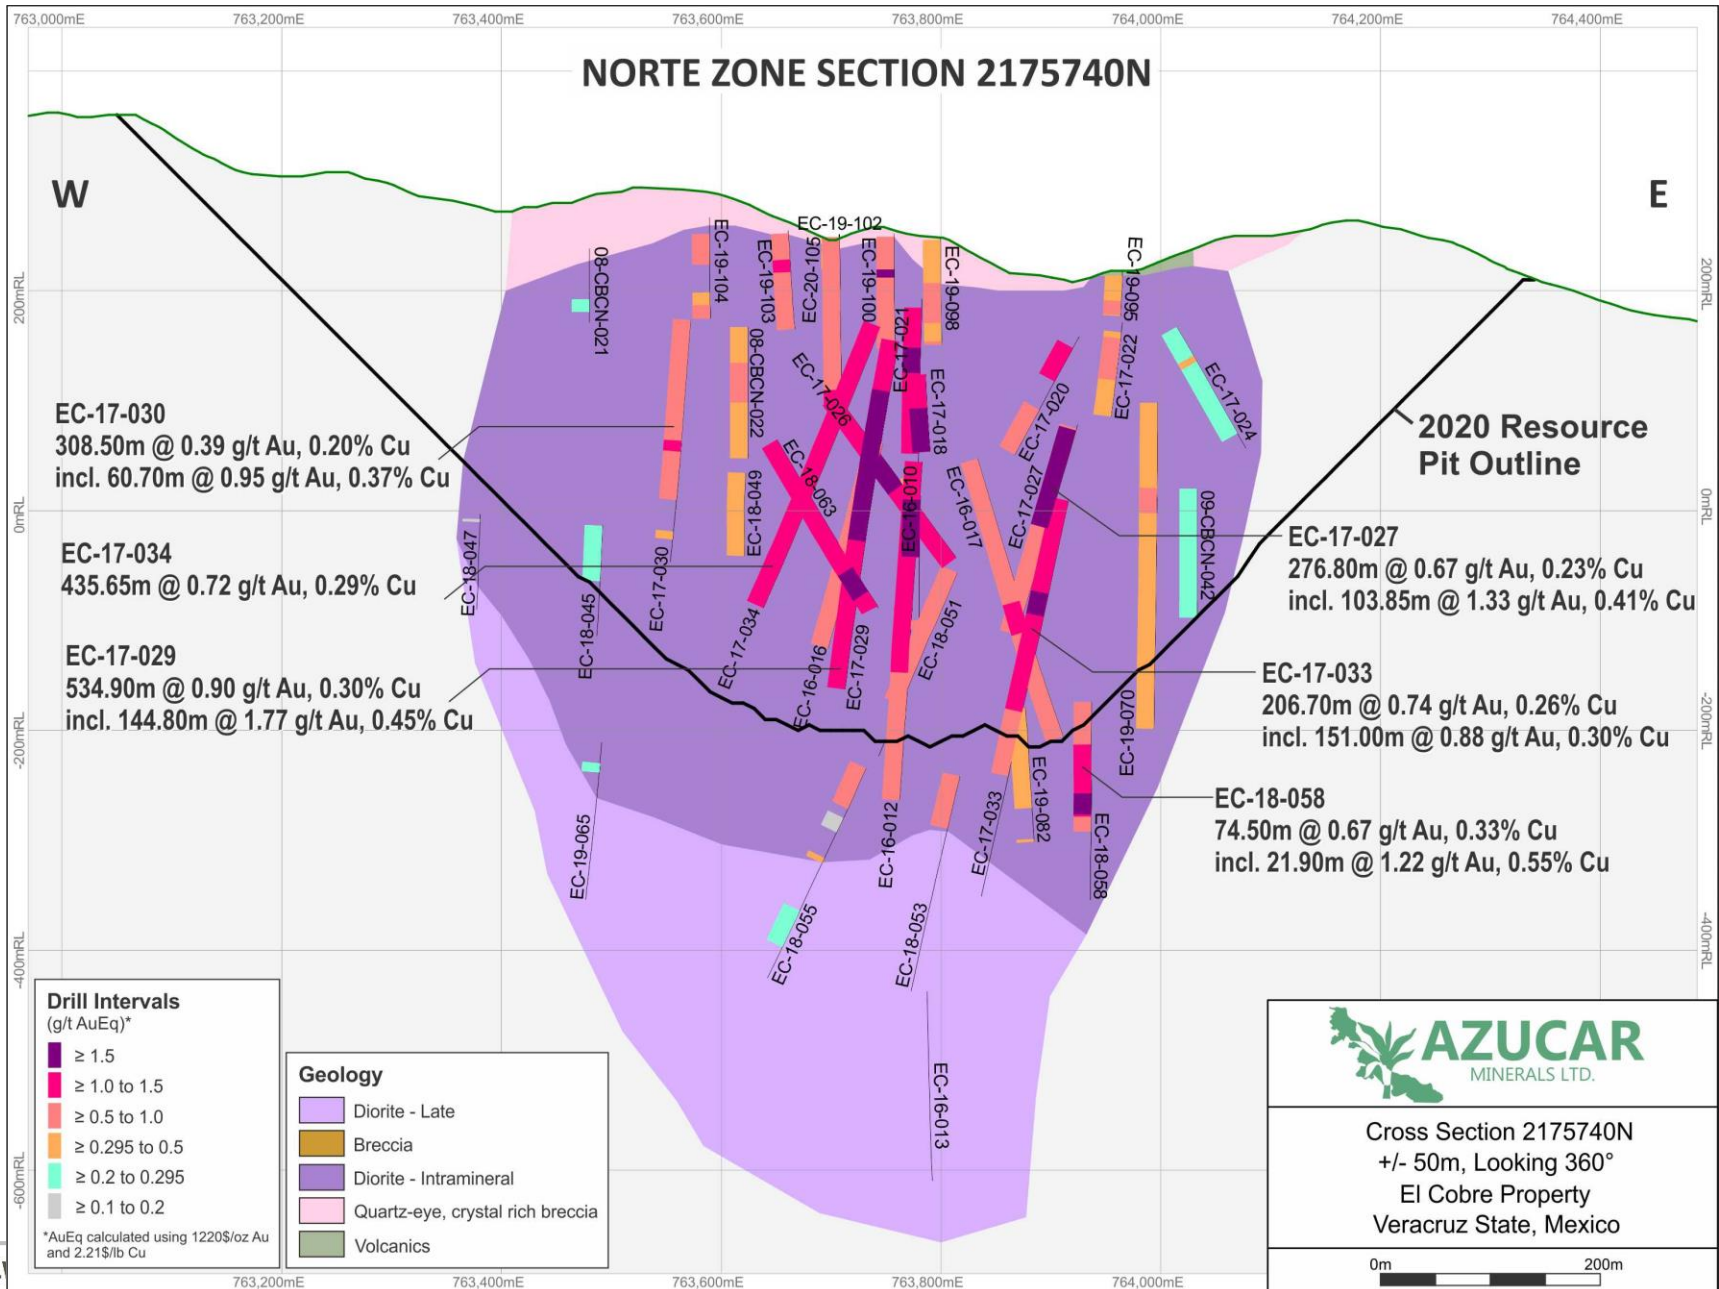 763,000mE 763,200mE 763,400mE 763,600mE 763,800mE 764,000mE 764,200mE 764,400mE
NORTE ZONE SECTION 2175740N
W
E
200mRL
0mRL
-200mRL
-400mRL
-600mRL
200mRL
0mRL
-200mRL
-400mRL
08-CBCN-021
EC-19-104
EC-19-103
EC-20-105
EC-19-102
EC-19-100
EC-19-098
EC-17-021
EC-17-022
EC-17-024
08-CBCN-022
EC-17-026
EC-17-018
EC-17-020
EC-18-049
EC-18-063
EC-16-010
EC-16-017
EC-17-027
09-CBCN-042
EC-18-047
EC-18-045
EC-17-030
EC-17-034
EC-16-016
EC-17-029
EC-18-051
EC-19-070
EC-19-065
EC-18-055
EC-16-012
EC-18-053
EC-17-033
EC-19-082
EC-18-058
EC-16-013
EC-17-030
308.50m @ 0.39 g/t Au, 0.20% Cu
incl. 60.70m @ 0.95 g/t Au, 0.37% Cu
EC-17-034
435.65m @ 0.72 g/t Au, 0.29% Cu
EC-17-029
534.90m @ 0.90 g/t Au, 0.30% Cu
incl. 144.80m @ 1.77 g/t Au, 0.45% Cu
2020 Resource
Pit Outline
EC-17-027
276.80m @ 0.67 g/t Au, 0.23% Cu
incl. 103.85m @ 1.33 g/t Au, 0.41% Cu
EC-17-033
206.70m @ 0.74 g/t Au, 0.26% Cu
incl. 151.00m @ 0.88 g/t Au, 0.30% Cu
EC-18-058
74.50m @ 0.67 g/t Au, 0.33% Cu
incl. 21.90m @ 1.22 g/t Au, 0.55% Cu
Drill Intervals
(g/t AuEq)*
≥ 1.5
≥ 1.0 to 1.5
≥ 0.5 to 1.0
≥ 0.295 to 0.5
≥ 0.2 to 0.295
≥ 0.1 to 0.2
*AuEq calculated using 1220$/oz Au
and 2.21$/lb Cu
Geology
Diorite - Late
Breccia
Diorite - Intramineral
Quartz-eye, crystal rich breccia
Volcanics
AZUCAR
MINERALS LTD.
Cross Section 2175740N
+/- 50m, Looking 360°
El Cobre Property
Veracruz State, Mexico
0m 200m
763,200mE 763,400mE 763,600mE 763,800mE 764,000mE